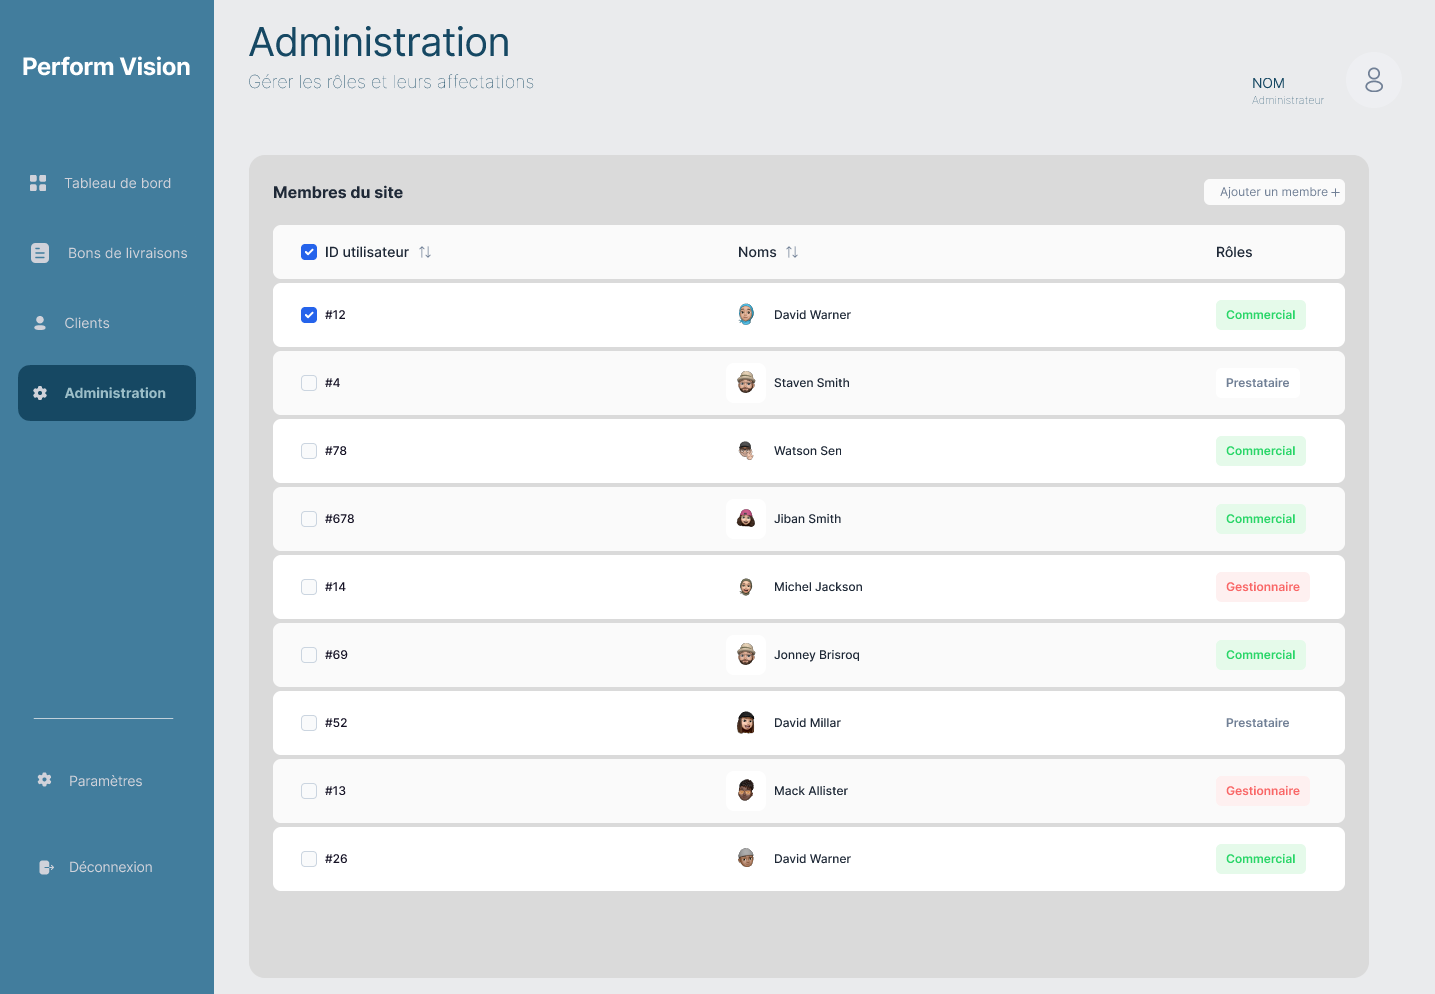 Perform Vision
Tableau de bord
Bons de livraisons
Clients
Administration
Paramètres
Déconnexion
Administration
Gérer les rôles et leurs affectations
NOM
Administrateur
Membres du site
Ajouter un membre +
ID utilisateur Noms Rôles
#12 David Warner Commercial
#4 Staven Smith Prestataire
#78 Watson Sen Commercial
#678 Jiban Smith Commercial
#14 Michel Jackson Gestionnaire
#69 Jonney Brisroq Commercial
#52 David Millar Prestataire
#13 Mack Allister Gestionnaire
#26 David Warner Commercial